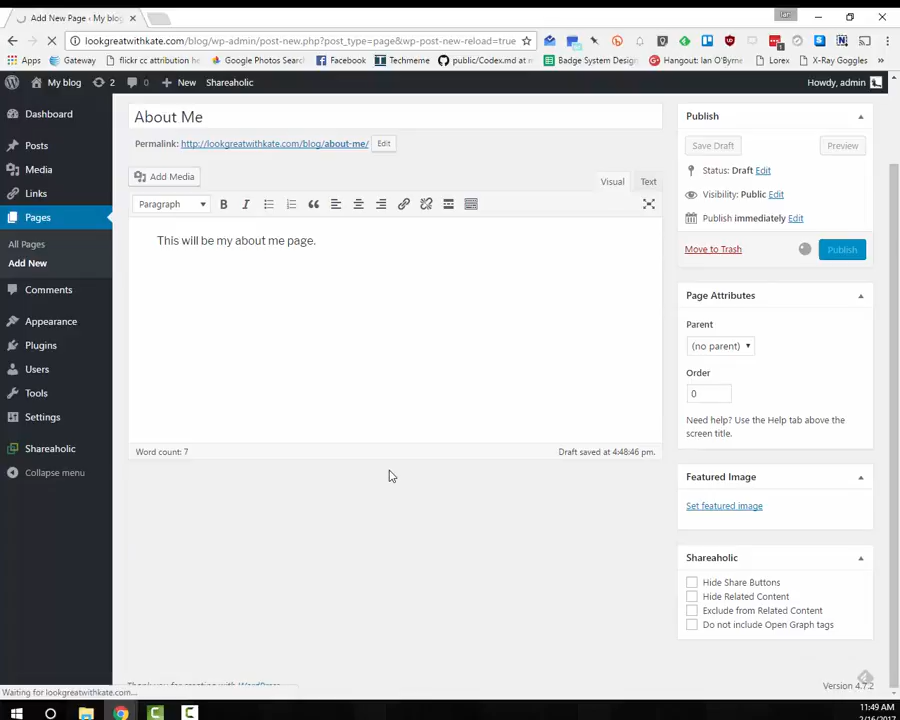 Add New Page ‹ My blog
Ian
lookgreatwithkate.com/blog/wp-admin/post-new.php?post_type=page&wp-post-new-reload=true
Apps Gateway flickr cc attribution he Google Photos Search Facebook Techmeme public/Codex.md at m Badge System Design Hangout: Ian O'Byrne Lorex X-Ray Goggles
My blog 2 0 New Shareaholic Howdy, admin
Dashboard
Posts
Media
Links
Pages
All Pages
Add New
Comments
Appearance
Plugins
Users
Tools
Settings
Shareaholic
Collapse menu
About Me
Permalink: http://lookgreatwithkate.com/blog/about-me/ Edit
Add Media
Visual Text
Paragraph B I
This will be my about me page.
Word count: 7 Draft saved at 4:48:46 pm.
Publish
Save Draft Preview
Status: Draft Edit
Visibility: Public Edit
Publish immediately Edit
Move to Trash Publish
Page Attributes
Parent
(no parent)
Order
0
Need help? Use the Help tab above the
screen title.
Featured Image
Set featured image
Shareaholic
Hide Share Buttons
Hide Related Content
Exclude from Related Content
Do not include Open Graph tags
Thank you for creating with WordPress
Version 4.7.2
Waiting for lookgreatwithkate.com...
11:49 AM
2/16/2017